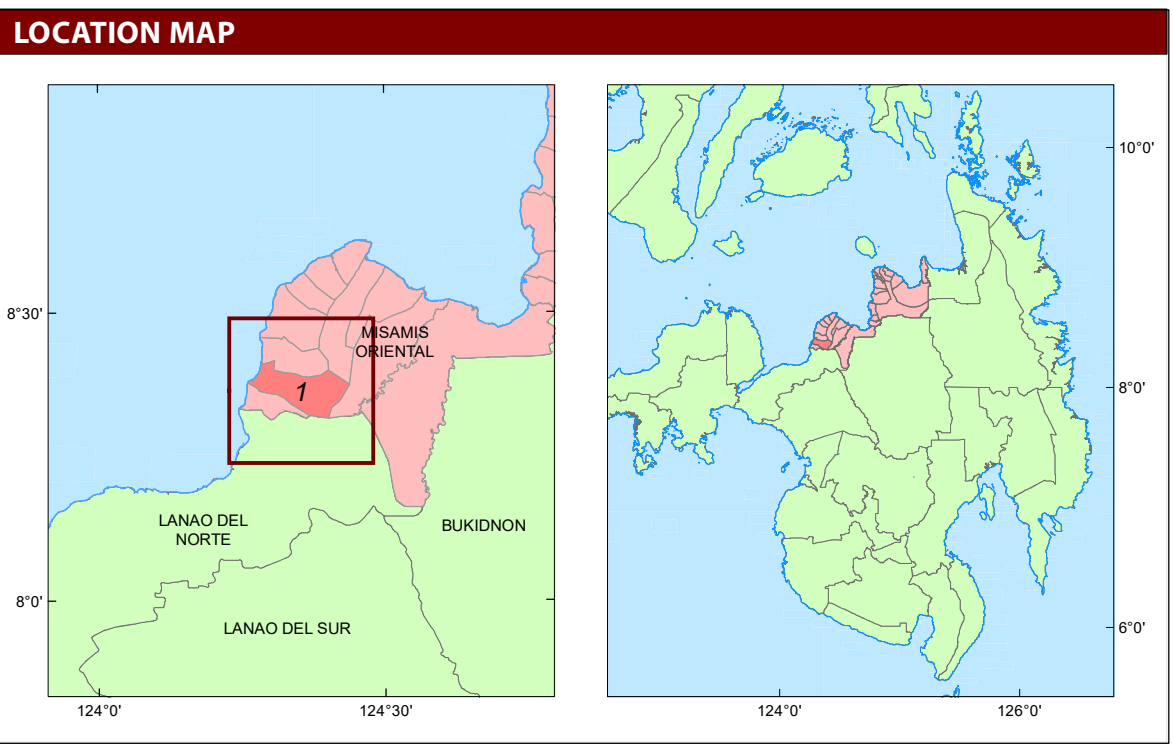 LOCATION MAP
8°30'
MISAMIS
ORIENTAL
1
LANAO DEL
NORTE
BUKIDNON
8°0'
LANAO DEL SUR
124°0'
124°30'
10°0'
8°0'
6°0'
124°0'
126°0'